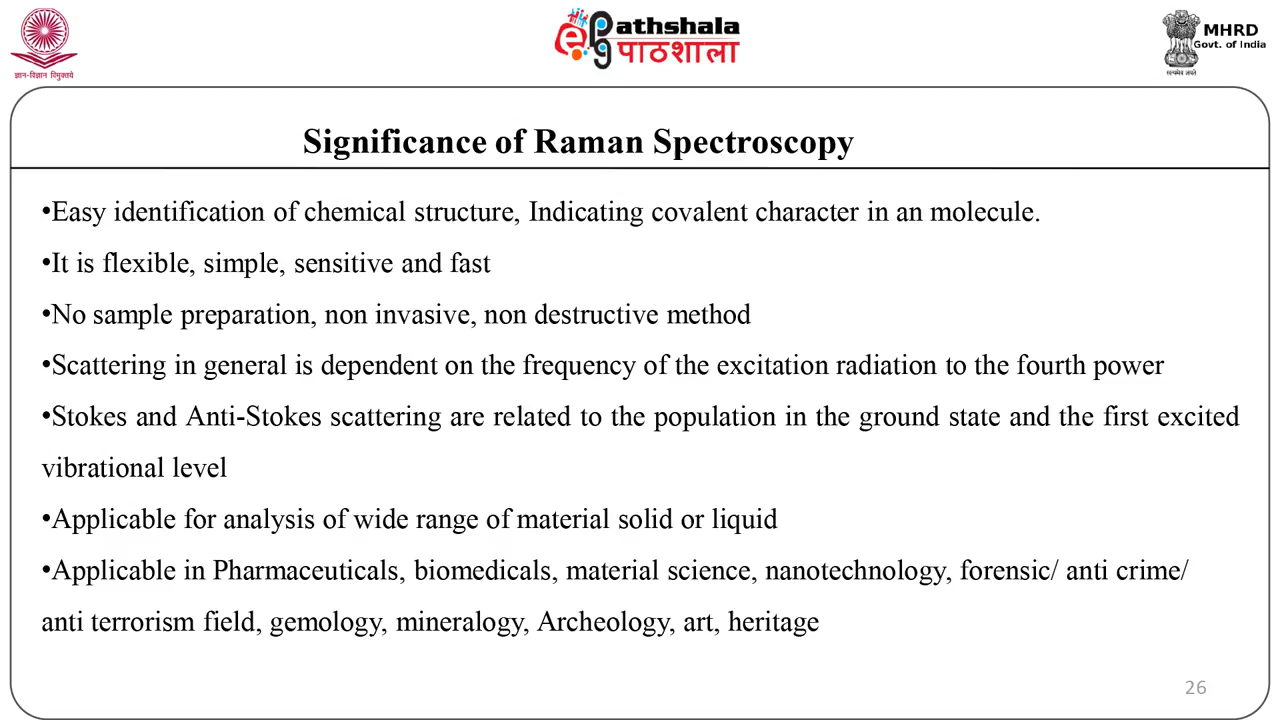 ज्ञान-विज्ञान विमुक्तये
ePathshala
पाठशाला
MHRD
Govt. of India
सत्यमेव जयते
Significance of Raman Spectroscopy
•Easy identification of chemical structure, Indicating covalent character in an molecule.
•It is flexible, simple, sensitive and fast
•No sample preparation, non invasive, non destructive method
•Scattering in general is dependent on the frequency of the excitation radiation to the fourth power
•Stokes and Anti-Stokes scattering are related to the population in the ground state and the first excited
vibrational level
•Applicable for analysis of wide range of material solid or liquid
•Applicable in Pharmaceuticals, biomedicals, material science, nanotechnology, forensic/ anti crime/
anti terrorism field, gemology, mineralogy, Archeology, art, heritage
26